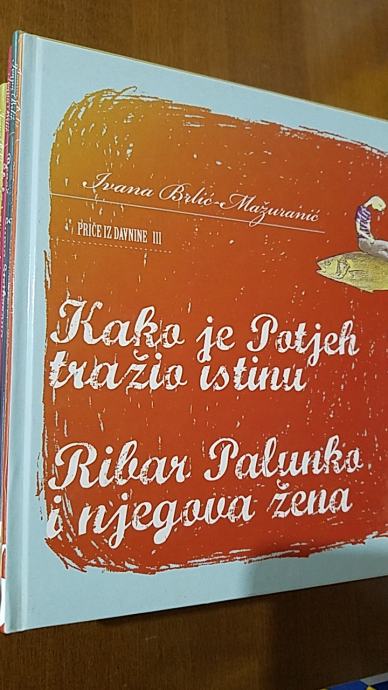 Ivana Brlić-Mažuranić
PRIČE IZ DAVNINE III
Kako je Potjeh
tražio istinu
Ribar Palunko
i njegova žena